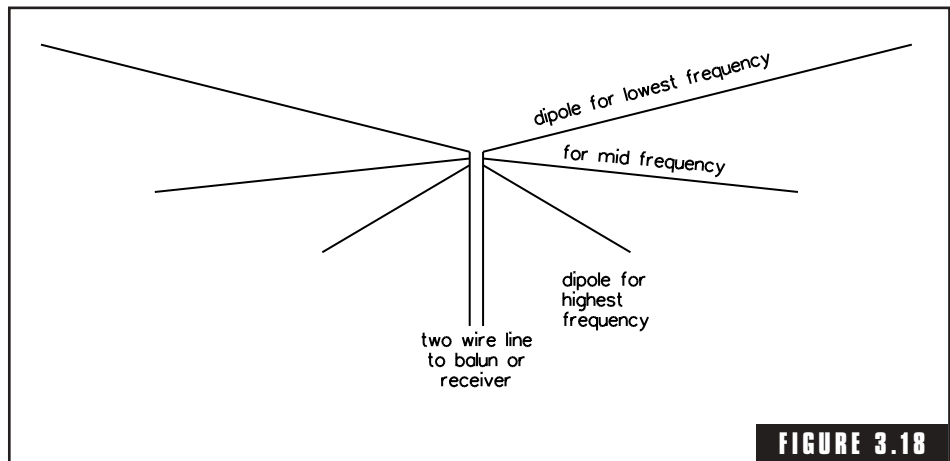 dipole for lowest frequency
for mid frequency
dipole for
highest
frequency
two wire line
to balun or
receiver
FIGURE 3.18